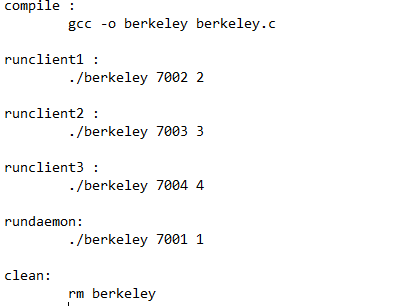 compile :
gcc -o berkeley berkeley.c
runclient1 :
./berkeley 7002 2
runclient2 :
./berkeley 7003 3
runclient3 :
./berkeley 7004 4
rundaemon:
./berkeley 7001 1
clean:
rm berkeley